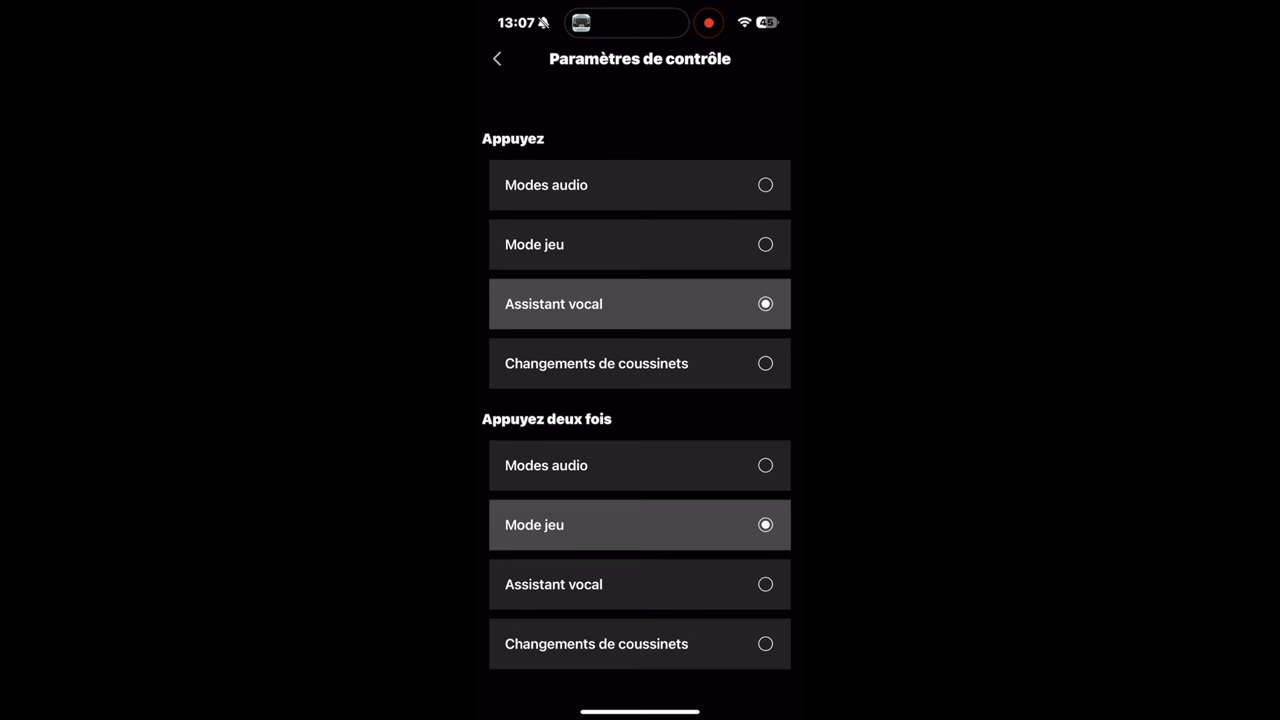 13:07
45
Paramètres de contrôle
Appuyez
Modes audio
Mode jeu
Assistant vocal
Changements de coussinets
Appuyez deux fois
Modes audio
Mode jeu
Assistant vocal
Changements de coussinets